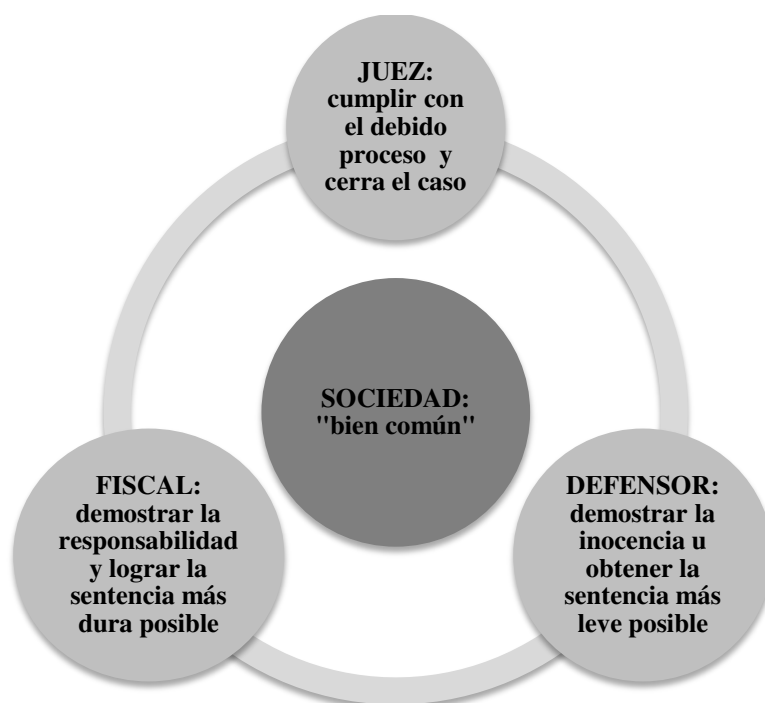 JUEZ:
cumplir con
el debido
proceso y
cerra el caso
SOCIEDAD:
"bien común"
FISCAL:
demostrar la
responsabilidad
y lograr la
sentencia más
dura posible
DEFENSOR:
demostrar la
inocencia u
obtener la
sentencia más
leve posible